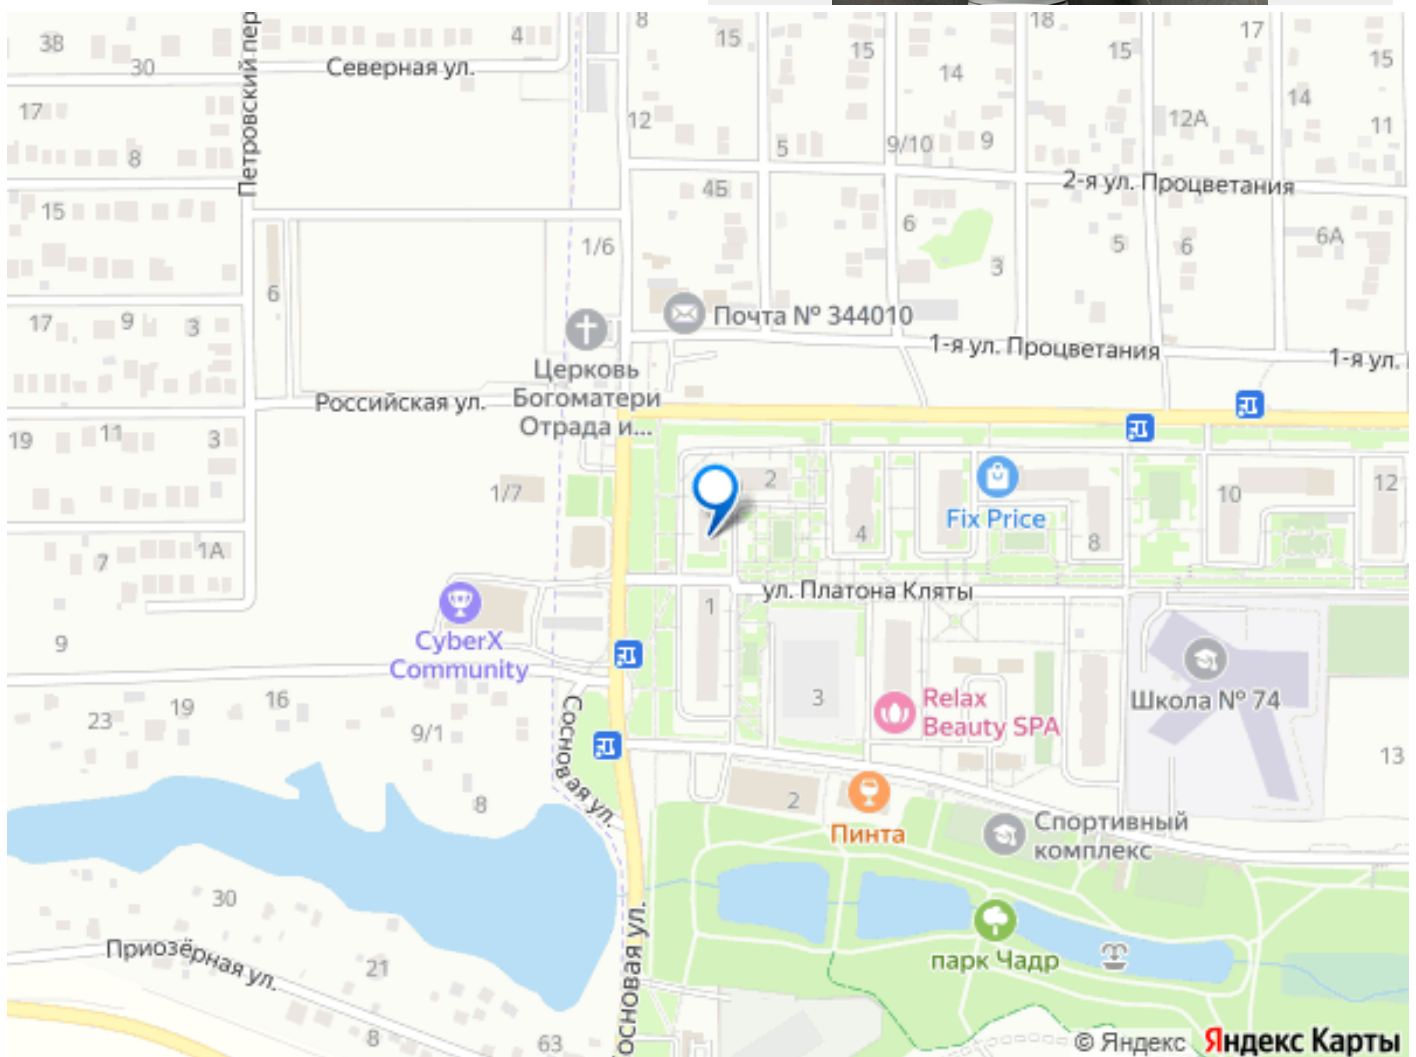 38
30
4
Северная ул.
Петровский пер
8
15
15
18
15
17
15
14
17
8
12
5
9/10
9
12А
14
11
2-я ул. Процветания
15
4Б
6
3
5
6
6А
1/6
6
17
9
3
Почта № 344010
1-я ул. Процветания
1-я ул.
Церковь
Богоматери
Отрада и...
Российская ул.
19
11
3
1/7
2
4
Fix Price
8
10
12
7
1А
9
CyberX
Community
1
ул. Платона Кляты
3
Relax
Beauty SPA
Школа № 74
13
23
19
16
9/1
8
Сосновая ул.
2
Пинта
Спортивный
комплекс
парк Чадр
30
21
8
63
Приозёрная ул.
основая ул.
© Яндекс Яндекс Карты